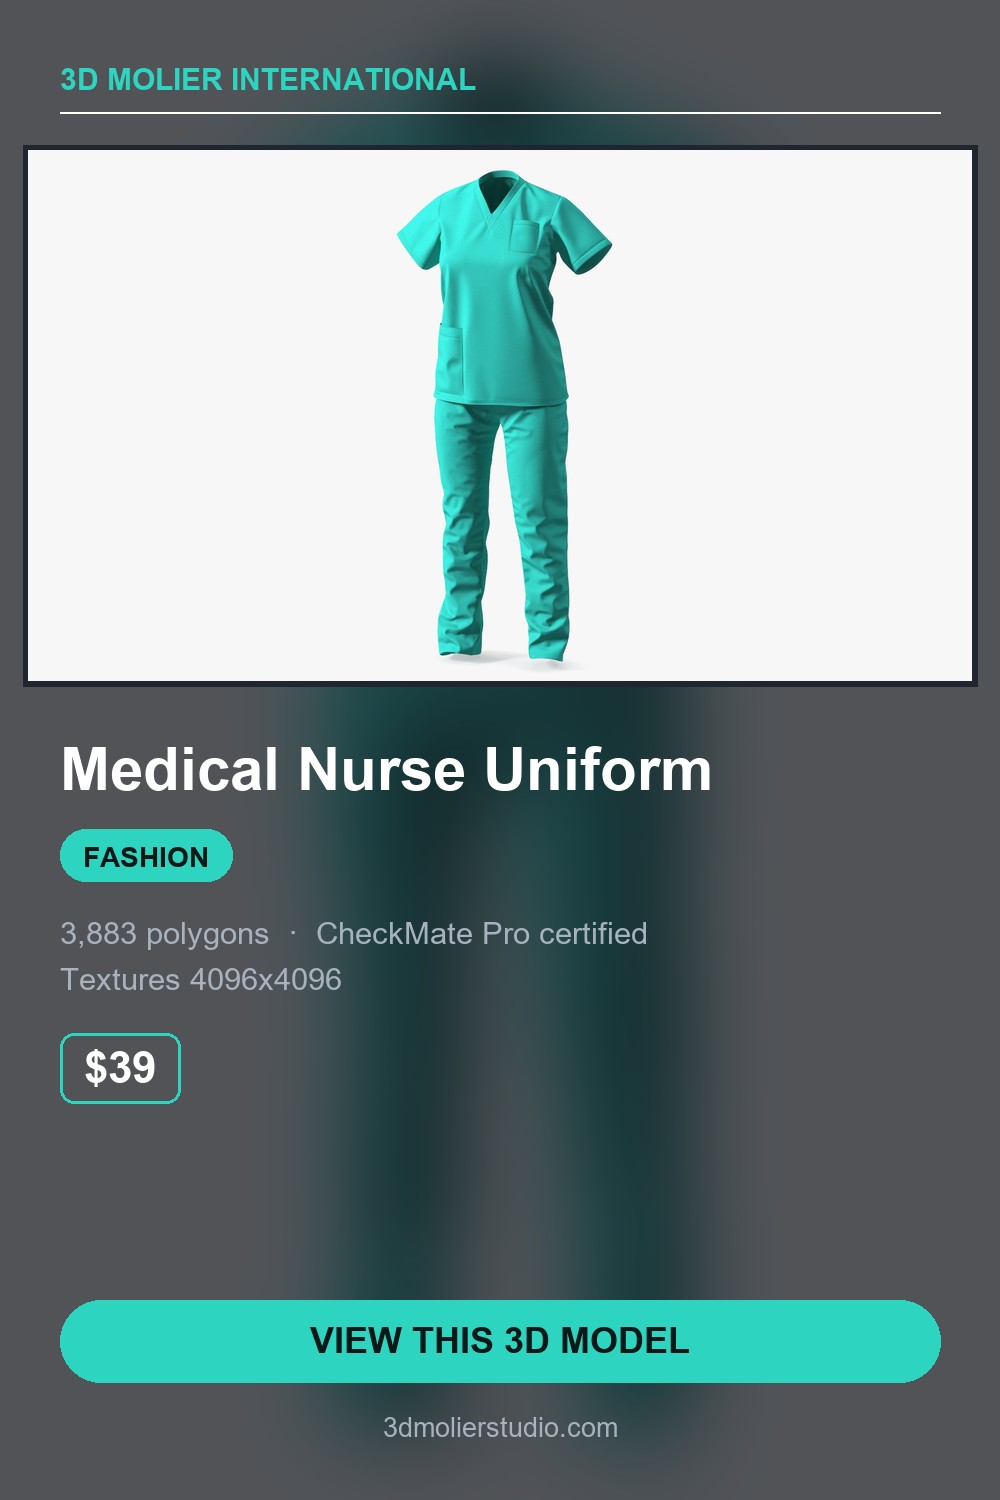 3D MOLIER INTERNATIONAL
Medical Nurse Uniform
FASHION
3,883 polygons · CheckMate Pro certified
Textures 4096x4096
$39
VIEW THIS 3D MODEL
3dmolierstudio.com